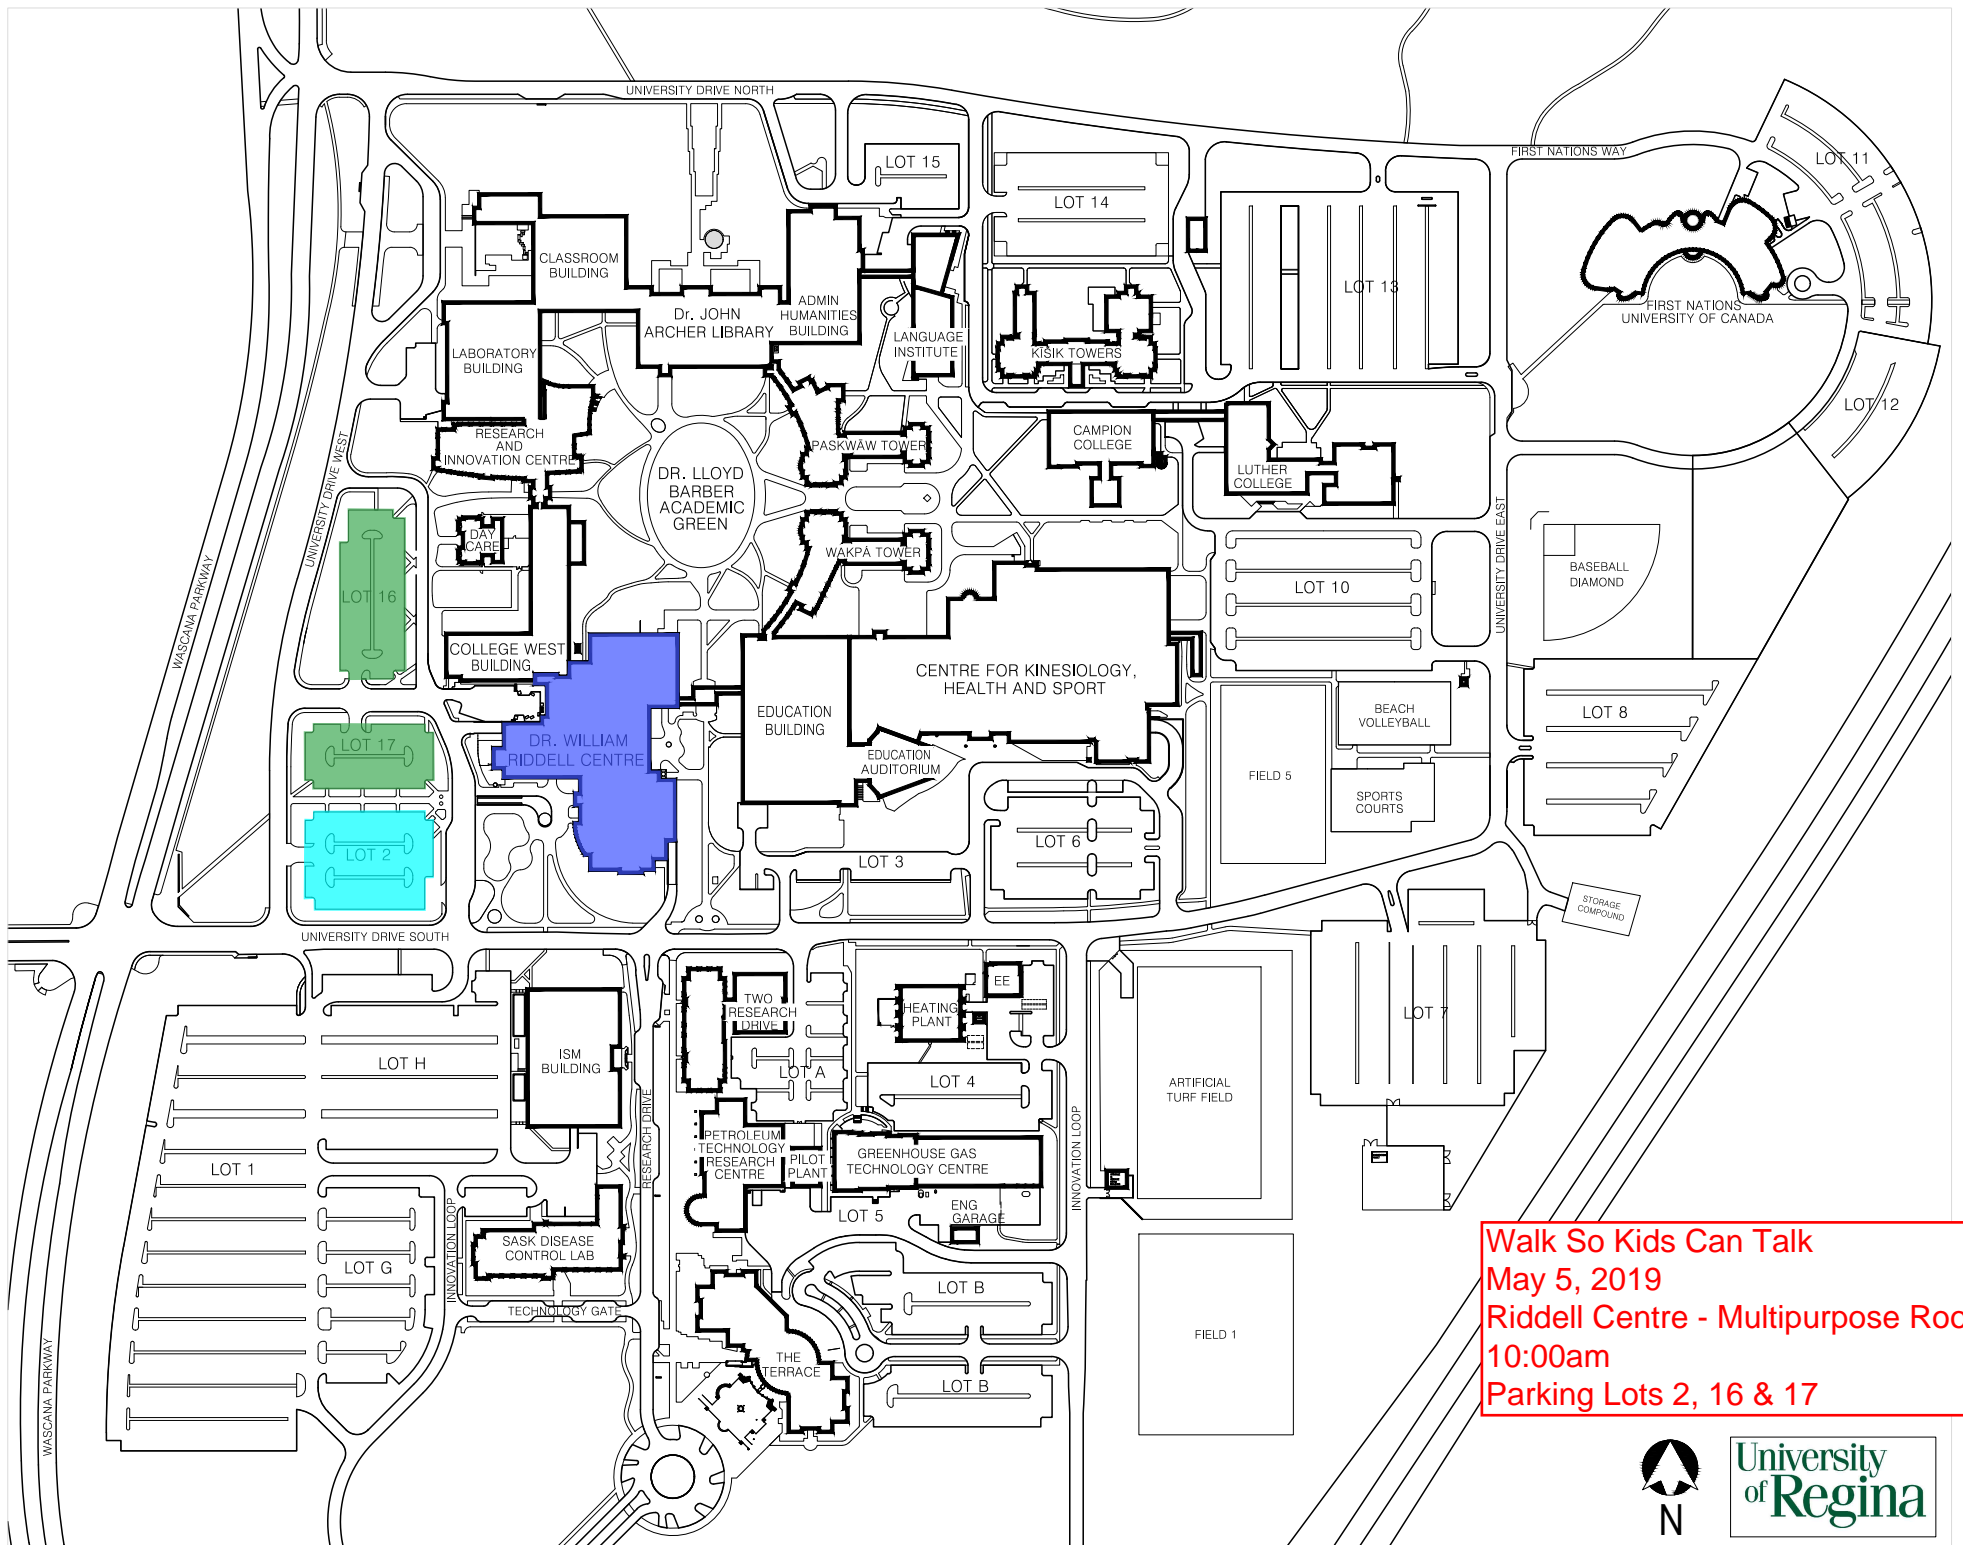 UNIVERSITY DRIVE NORTH
FIRST NATIONS WAY
LOT 11
LOT 15
LOT 14
CLASSROOM
BUILDING
LOT 13
ADMIN
HUMANITIES
BUILDING
Dr. JOHN
ARCHER LIBRARY
FIRST NATIONS
UNIVERSITY OF CANADA
LANGUAGE
INSTITUTE
KĪSIK TOWERS
LABORATORY
BUILDING
LOT 12
RESEARCH
AND
INNOVATION CENTRE
PASKWĀW TOWER
CAMPION
COLLEGE
LUTHER
COLLEGE
DR. LLOYD
BARBER
ACADEMIC
GREEN
UNIVERSITY DRIVE WEST
UNIVERSITY DRIVE EAST
DAY
CARE
WAKPÁ TOWER
BASEBALL
DIAMOND
LOT 10
LOT 16
WASCANA PARKWAY
COLLEGE WEST
BUILDING
CENTRE FOR KINESIOLOGY,
HEALTH AND SPORT
EDUCATION
BUILDING
BEACH
VOLLEYBALL
LOT 8
LOT 17
DR. WILLIAM
RIDDELL CENTRE
EDUCATION
AUDITORIUM
FIELD 5
SPORTS
COURTS
LOT 2
LOT 3
LOT 6
STORAGE
COMPOUND
UNIVERSITY DRIVE SOUTH
TWO
RESEARCH
DRIVE
EE
HEATING
PLANT
LOT 7
ISM
BUILDING
LOT H
LOT A
LOT 4
ARTIFICIAL
TURF FIELD
RESEARCH DRIVE
INNOVATION LOOP
PETROLEUM
TECHNOLOGY
RESEARCH
CENTRE
PILOT
PLANT
GREENHOUSE GAS
TECHNOLOGY CENTRE
LOT 1
LOT 5
ENG
GARAGE
INNOVATION LOOP
SASK DISEASE
CONTROL LAB
LOT G
LOT B
TECHNOLOGY GATE
FIELD 1
THE
TERRACE
LOT B
WASCANA PARKWAY
Walk So Kids Can Talk
May 5, 2019
Riddell Centre - Multipurpose Roo
10:00am
Parking Lots 2, 16 & 17
N
University
of Regina